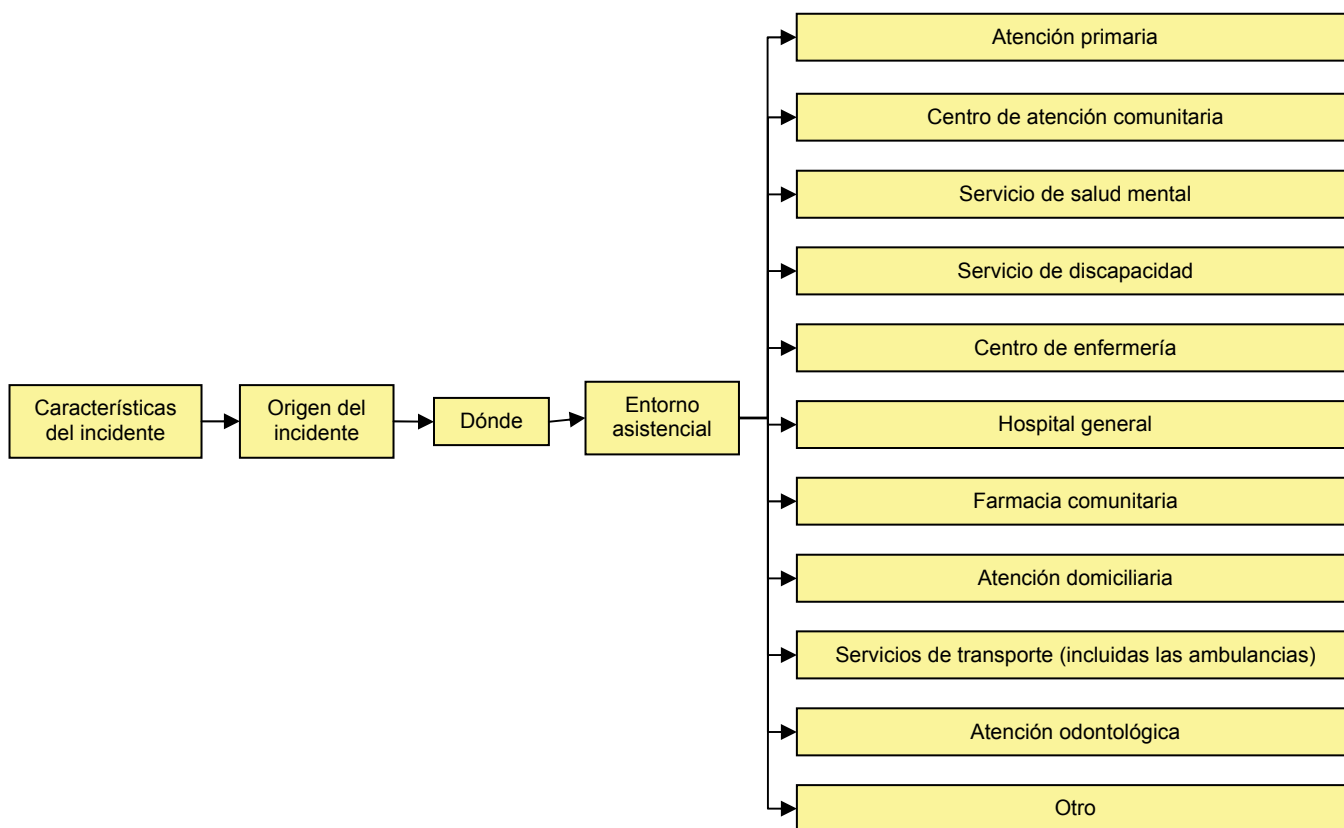 Características
del incidente
Origen del
incidente
Dónde
Entorno
asistencial
Atención primaria
Centro de atención comunitaria
Servicio de salud mental
Servicio de discapacidad
Centro de enfermería
Hospital general
Farmacia comunitaria
Atención domiciliaria
Servicios de transporte (incluidas las ambulancias)
Atención odontológica
Otro